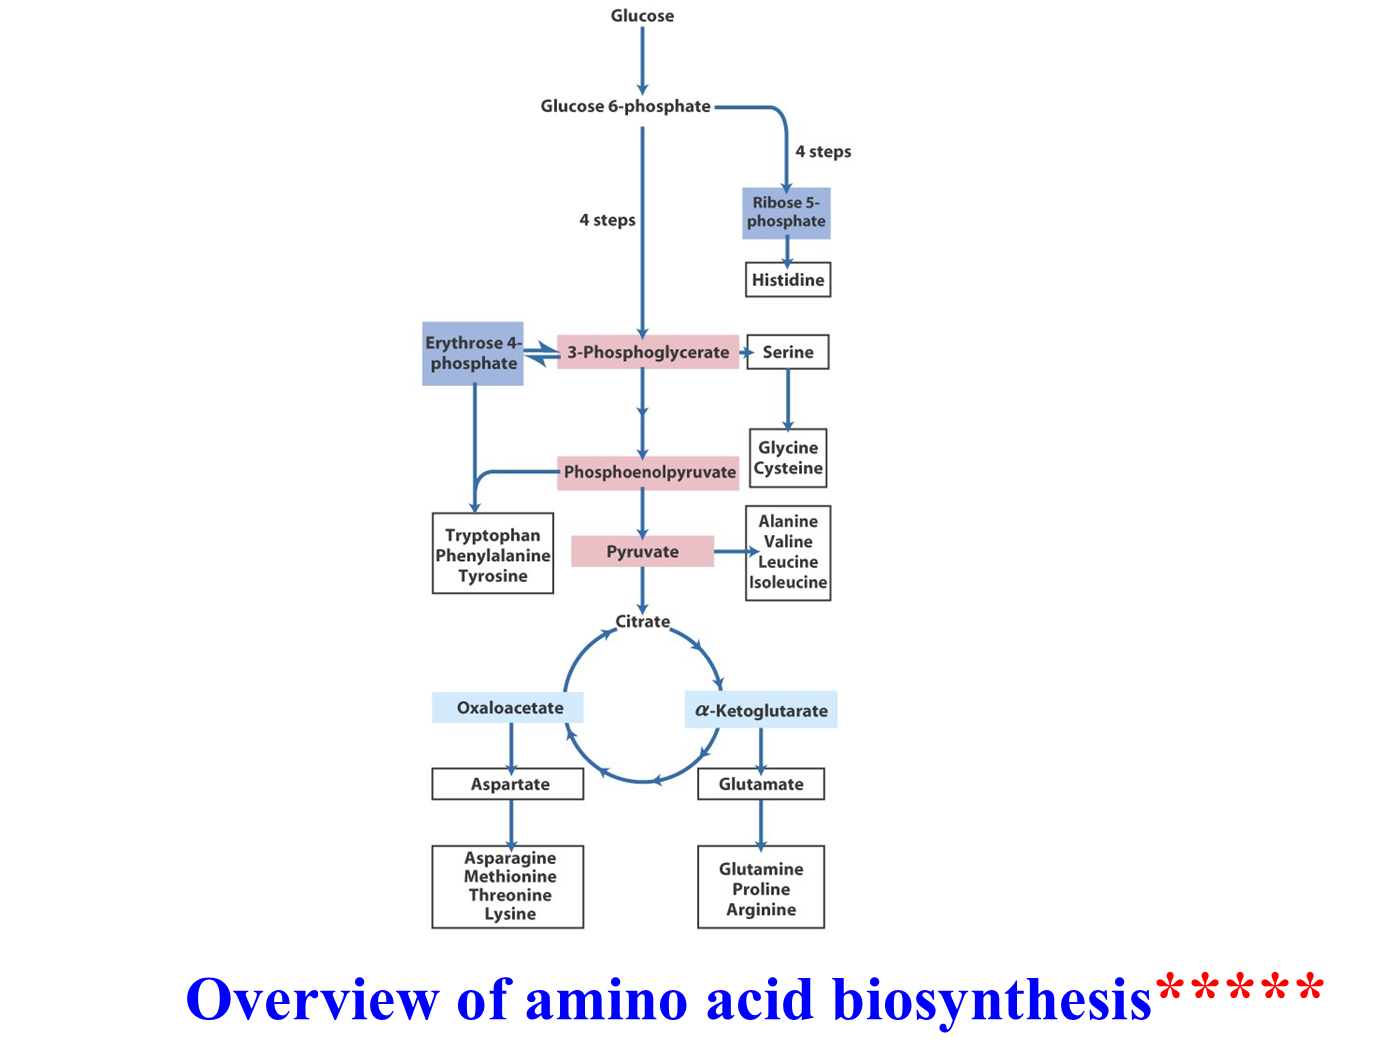 Glucose
Glucose 6-phosphate
4 steps
Ribose 5-
phosphate
4 steps
Histidine
Erythrose 4-
phosphate
3-Phosphoglycerate
Serine
Glycine
Cysteine
Phosphoenolpyruvate
Tryptophan
Phenylalanine
Tyrosine
Pyruvate
Alanine
Valine
Leucine
Isoleucine
Citrate
Oxaloacetate
α-Ketoglutarate
Aspartate
Glutamate
Asparagine
Methionine
Threonine
Lysine
Glutamine
Proline
Arginine
Overview of amino acid biosynthesis*****